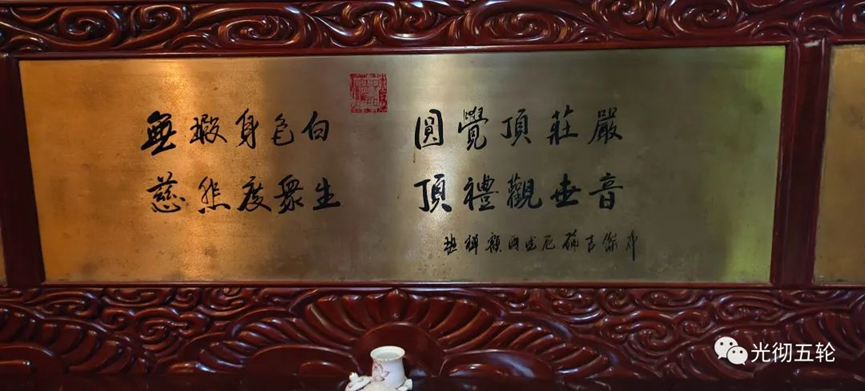 無瑕身色白 圓覺頂莊嚴
慈悲度衆生 頂禮觀世音
光彻五轮